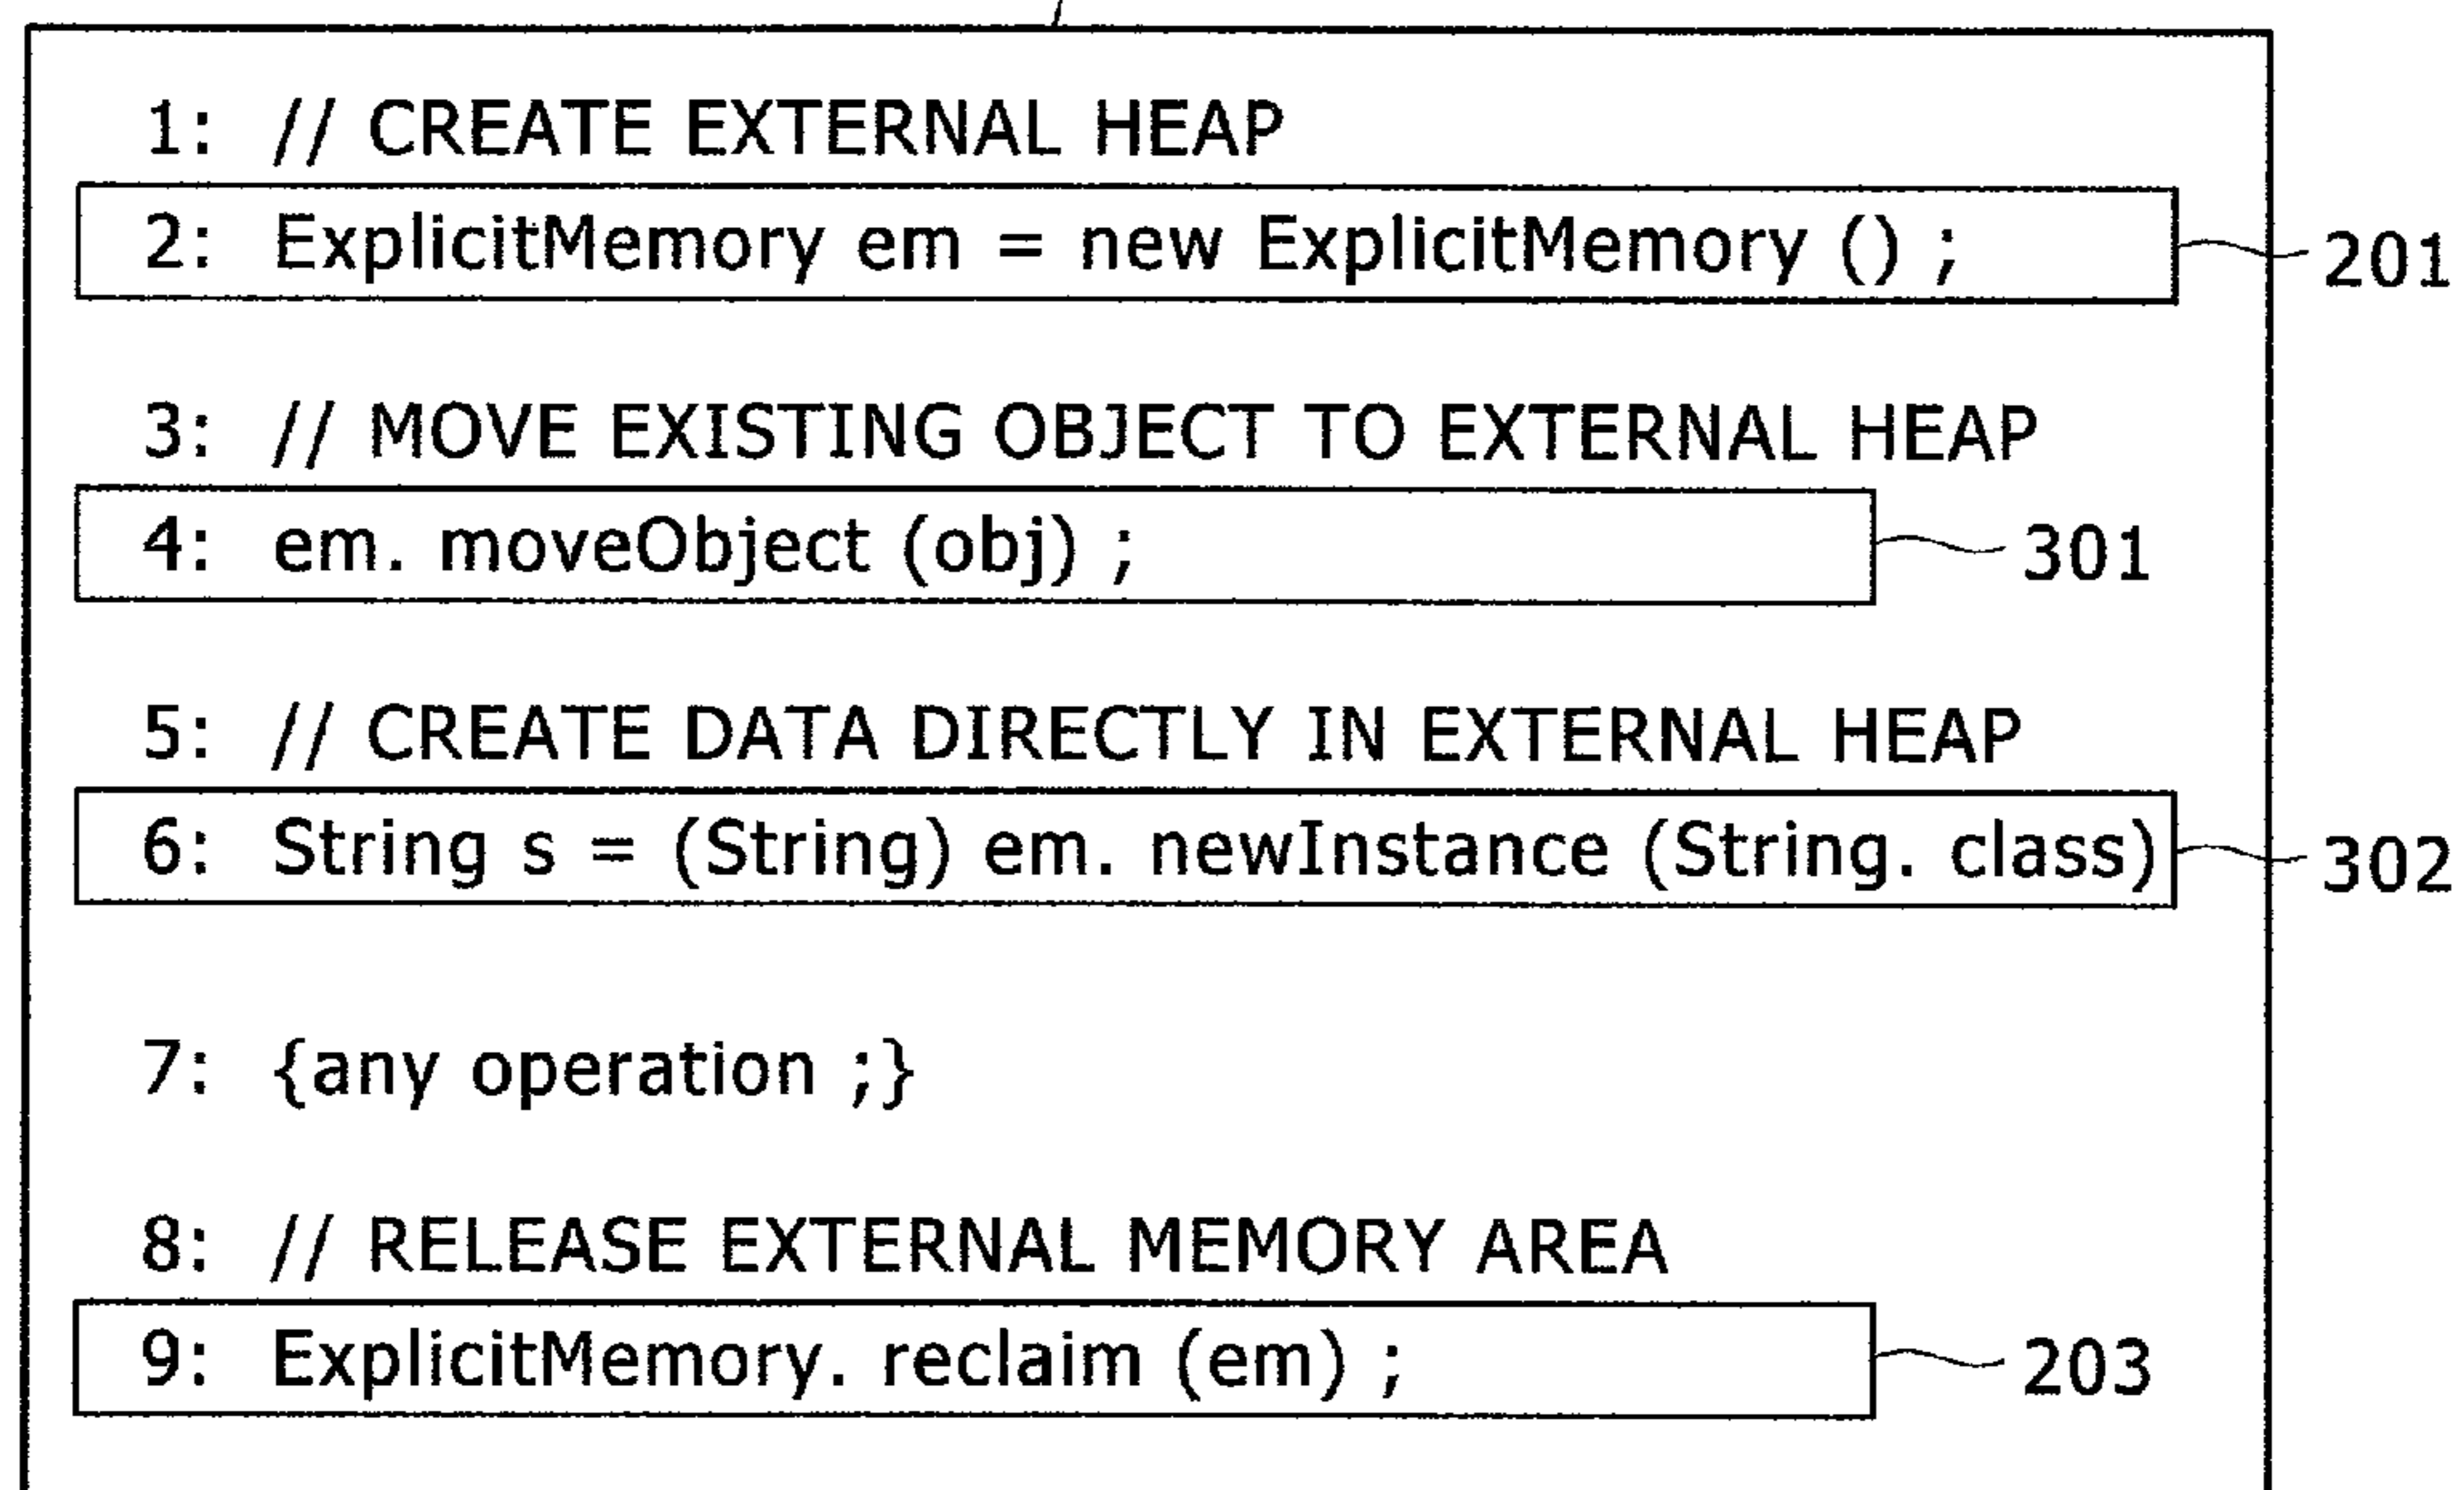 1: // CREATE EXTERNAL HEAP
2: ExplicitMemory em = new ExplicitMemory () ; 201
3: // MOVE EXISTING OBJECT TO EXTERNAL HEAP
4: em. moveObject (obj) ; 301
5: // CREATE DATA DIRECTLY IN EXTERNAL HEAP
6: String s = (String) em. newInstance (String. class) 302
7: {any operation ;}
8: // RELEASE EXTERNAL MEMORY AREA
9: ExplicitMemory. reclaim (em) ; 203